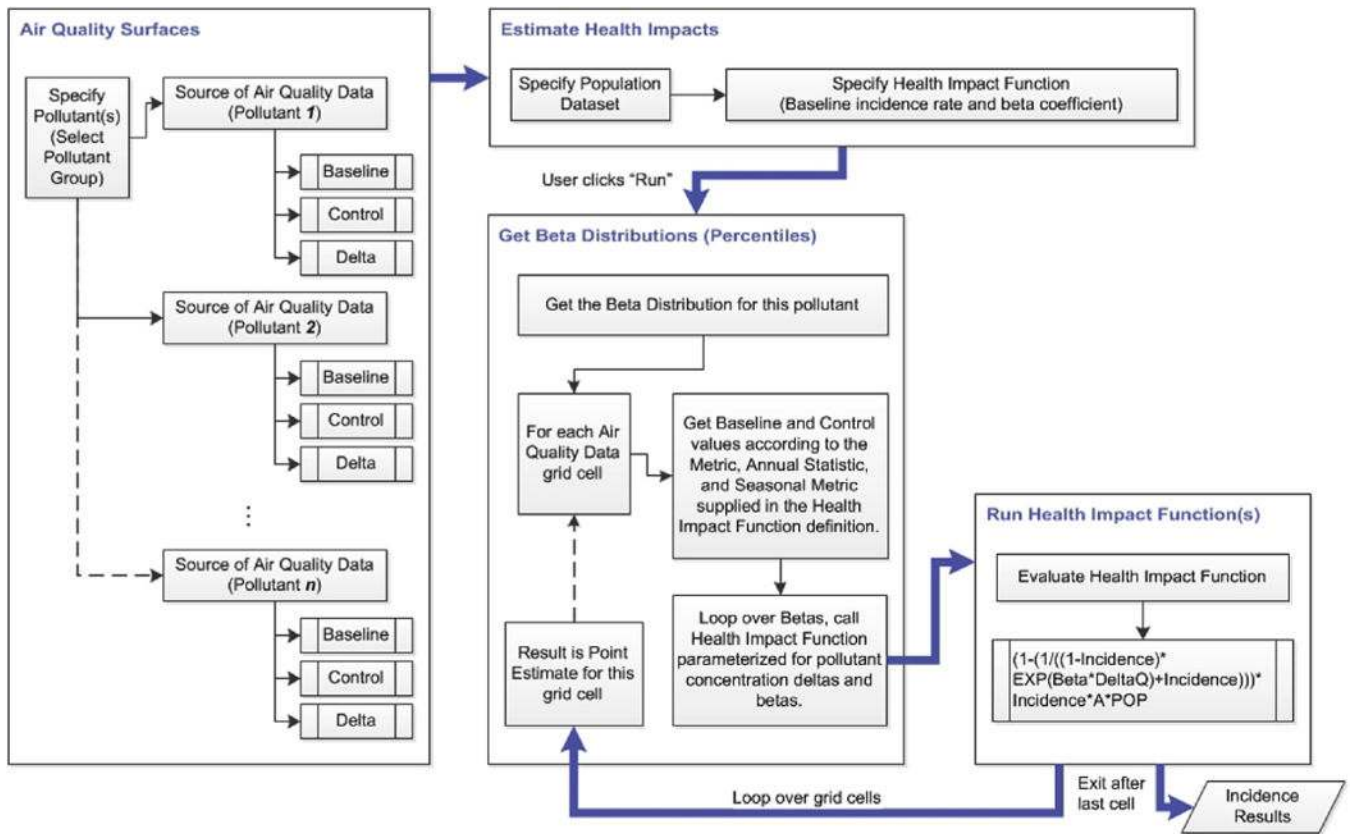 Air Quality Surfaces
Specify
Pollutant(s)
(Select
Pollutant
Group)
Source of Air Quality Data
(Pollutant 1)
Baseline
Control
Delta
Source of Air Quality Data
(Pollutant 2)
Baseline
Control
Delta
⋮
Source of Air Quality Data
(Pollutant n)
Baseline
Control
Delta
Estimate Health Impacts
Specify Population
Dataset
Specify Health Impact Function
(Baseline incidence rate and beta coefficient)
User clicks “Run”
Get Beta Distributions (Percentiles)
Get the Beta Distribution for this pollutant
For each Air
Quality Data
grid cell
Get Baseline and Control
values according to the
Metric, Annual Statistic,
and Seasonal Metric
supplied in the Health
Impact Function definition.
Loop over Betas, call
Health Impact Function
parameterized for pollutant
concentration deltas and
betas.
Result is Point
Estimate for this
grid cell
Run Health Impact Function(s)
Evaluate Health Impact Function
(1-(1/((1-Incidence)*
EXP(Beta*DeltaQ)+Incidence)))*
Incidence*A*POP
Loop over grid cells
Exit after
last cell
Incidence
Results